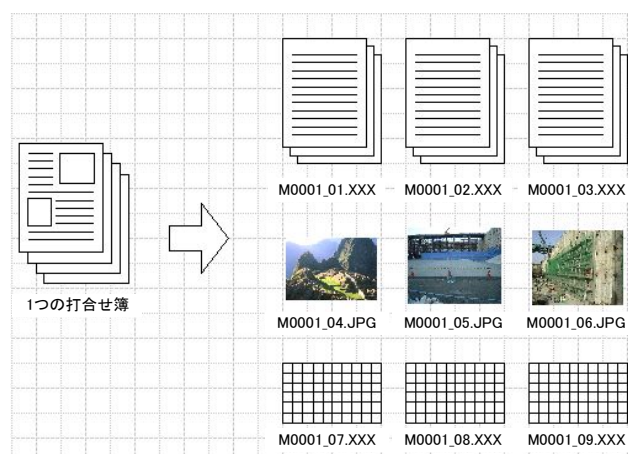 M0001_01.XXX
M0001_02.XXX
M0001_03.XXX
1つの打合せ簿
M0001_04.JPG
M0001_05.JPG
M0001_06.JPG
M0001_07.XXX
M0001_08.XXX
M0001_09.XXX